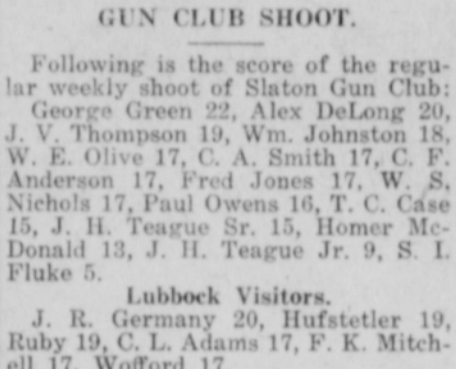 GUN CLUB SHOOT.
Following is the score of the regu-
lar weekly shoot of Slaton Gun Club:
George Green 22, Alex DeLong 20,
J. V. Thompson 19, Wm. Johnston 18,
W. E. Olive 17, C. A. Smith 17, C. F.
Anderson 17, Fred Jones 17, W. S.
Nichols 17, Paul Owens 16, T. C. Case
15, J. H. Teague Sr. 15, Homer Mc-
Donald 13, J. H. Teague Jr. 9, S. I.
Fluke 5.
Lubbock Visitors.
J. R. Germany 20, Hufstetler 19,
Ruby 19, C. L. Adams 17, F. K. Mitch-
ell 17, Wofford 17